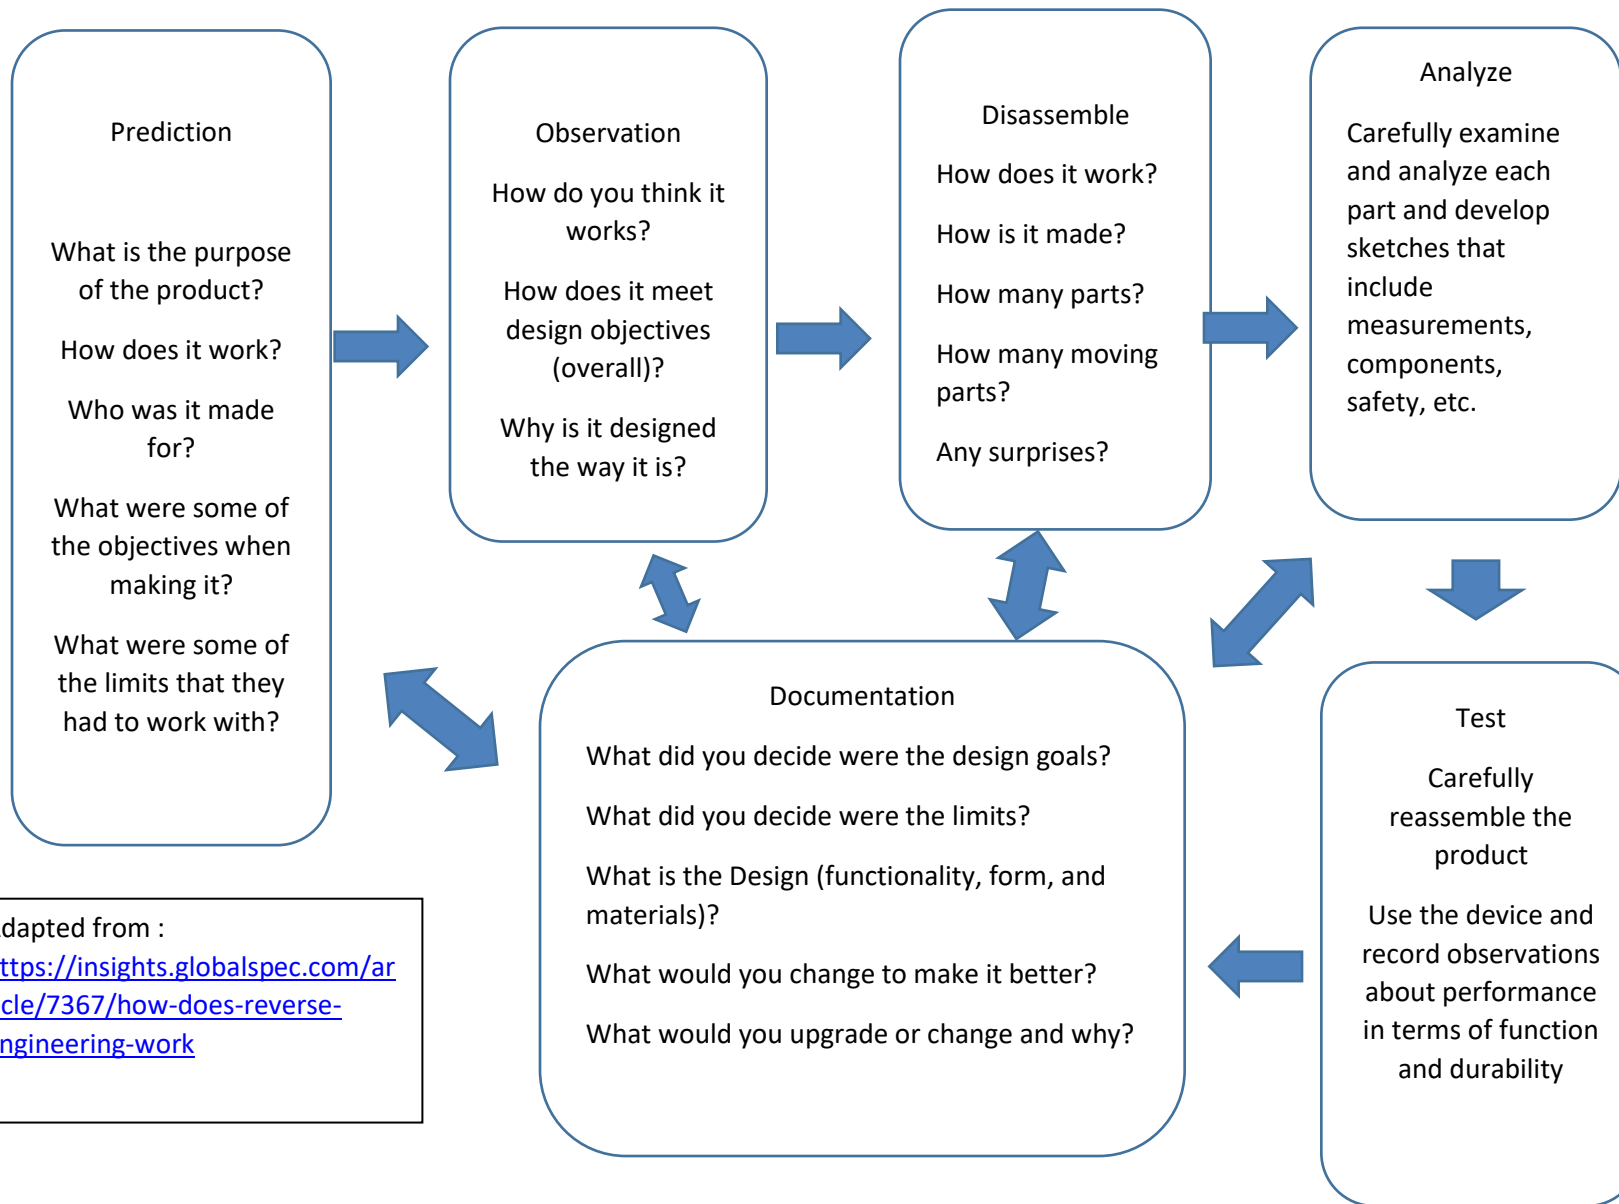 Prediction
What is the purpose
of the product?
How does it work?
Who was it made
for?
What were some of
the objectives when
making it?
What were some of
the limits that they
had to work with?
Observation
How do you think it
works?
How does it meet
design objectives
(overall)?
Why is it designed
the way it is?
Disassemble
How does it work?
How is it made?
How many parts?
How many moving
parts?
Any surprises?
Analyze
Carefully examine
and analyze each
part and develop
sketches that
include
measurements,
components,
safety, etc.
Documentation
What did you decide were the design goals?
What did you decide were the limits?
What is the Design (functionality, form, and
materials)?
What would you change to make it better?
What would you upgrade or change and why?
Test
Carefully
reassemble the
product
Use the device and
record observations
about performance
in terms of function
and durability
dapted from :
ttps://insights.globalspec.com/ar
cle/7367/how-does-reverse-
ngineering-work